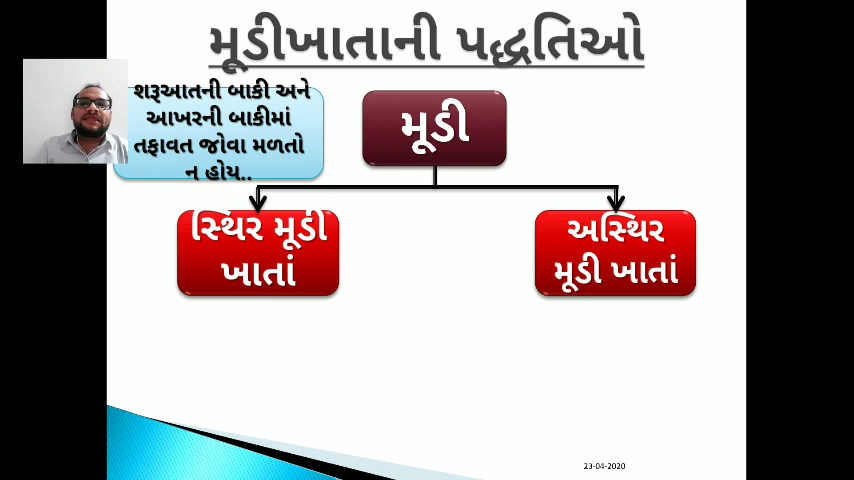 મૂડીખાતાની પદ્ધતિઓ
શરૂઆતની બાકી અને
આખરની બાકીમાં
તફાવત જોવા મળતો
ન હોય..
મૂડી
સ્થિર મૂડી
ખાતાં
અસ્થિર
મૂડી ખાતાં
23-04-2020